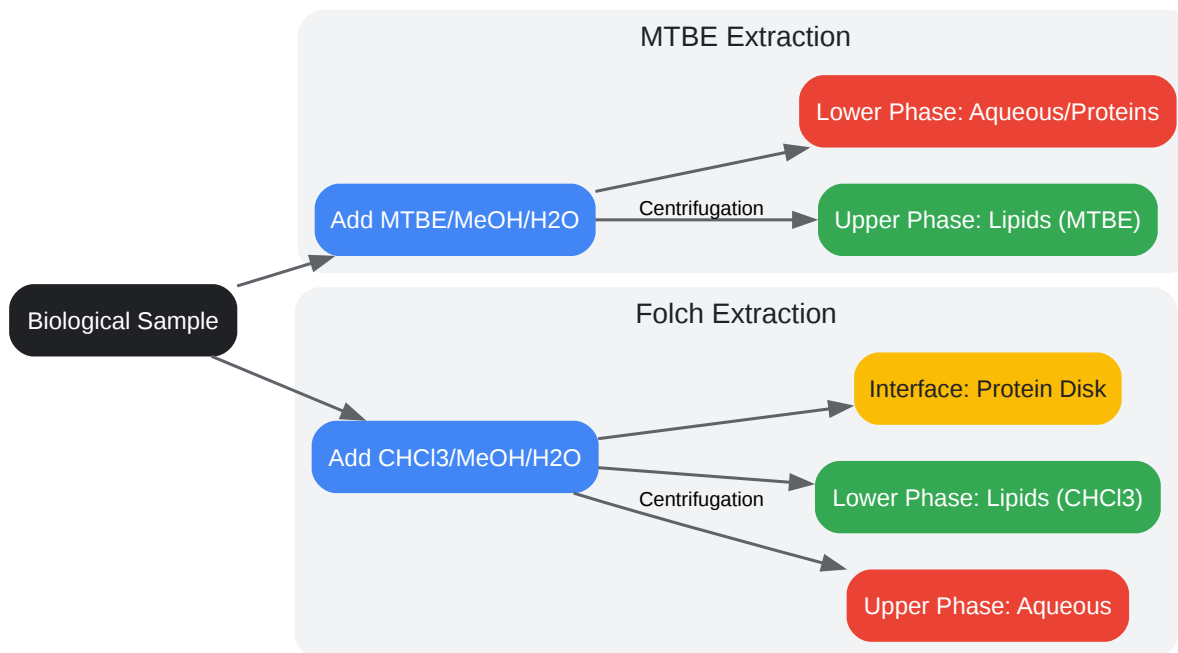 MTBE Extraction
Lower Phase: Aqueous/Proteins
Add MTBE/MeOH/H2O
Centrifugation
Upper Phase: Lipids (MTBE)
Biological Sample
Folch Extraction
Interface: Protein Disk
Add CHCl3/MeOH/H2O
Centrifugation
Lower Phase: Lipids (CHCl3)
Upper Phase: Aqueous